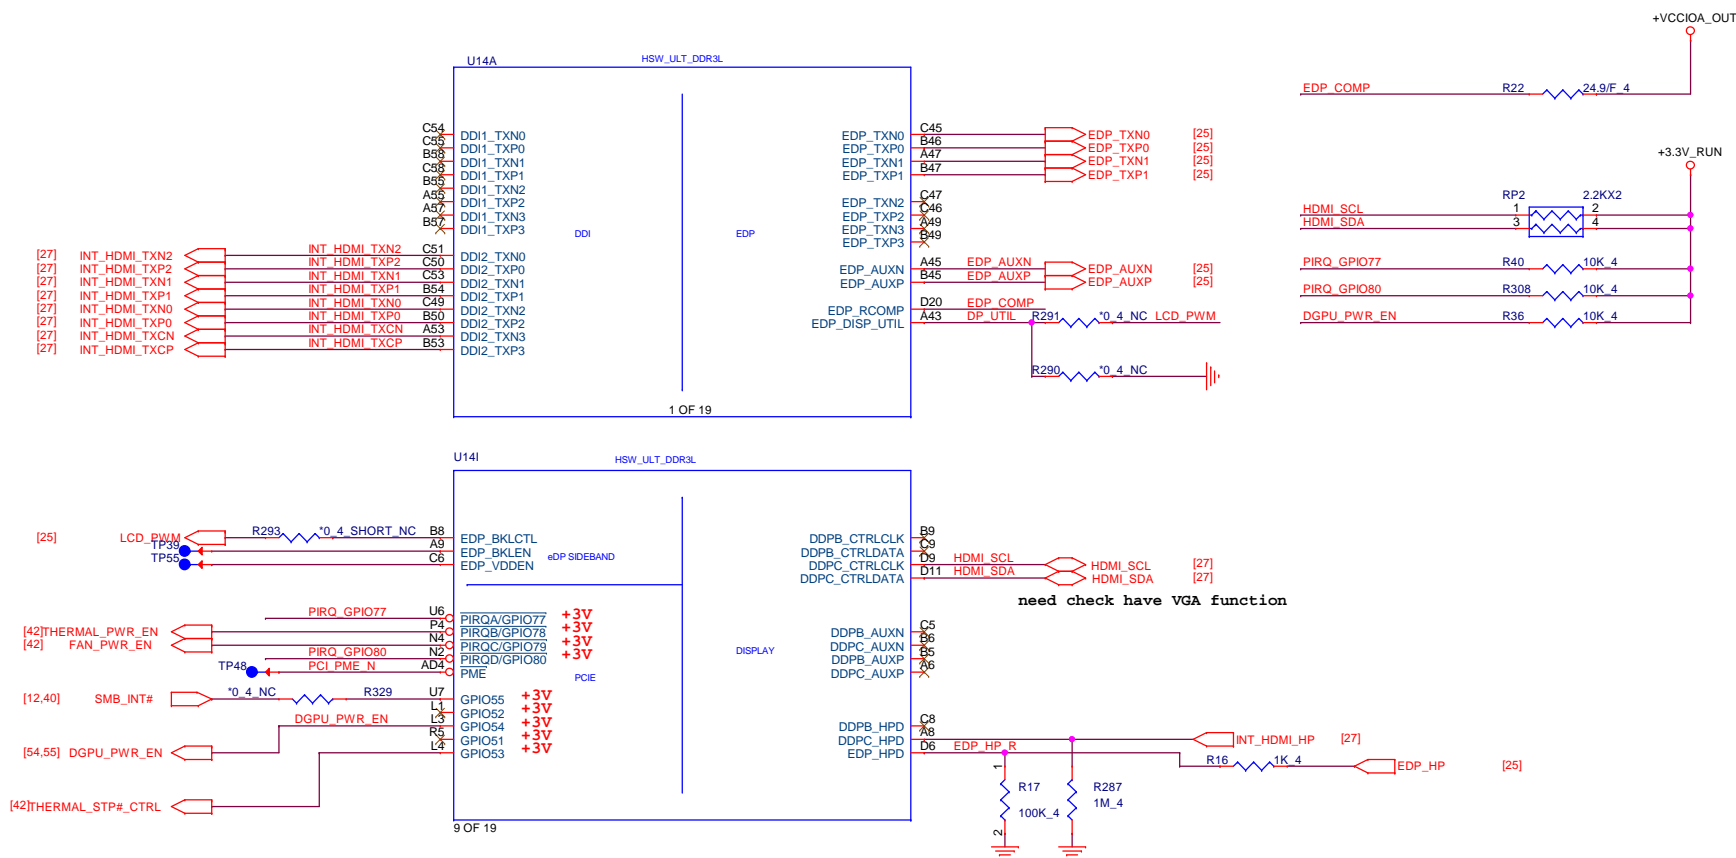 +VCCIOA_OUT
U14A
HSW_ULT_DDR3L
EDP_COMP R22 24.9/F_4
C54 DDI1_TXN0 EDP_TXN0 C45 EDP_TXN0 [25]
C55 DDI1_TXP0 EDP_TXP0 B46 EDP_TXP0 [25]
B58 DDI1_TXN1 EDP_TXN1 A47 EDP_TXN1 [25]
C58 DDI1_TXP1 EDP_TXP1 B47 EDP_TXP1 [25]
+3.3V_RUN
B55 DDI1_TXN2
A55 DDI1_TXP2 EDP_TXN2 C47
A57 DDI1_TXN3 EDP_TXP2 C46
B57 DDI1_TXP3 EDP_TXN3 A49
EDP_TXP3 B49
RP2 2.2KX2
HDMI_SCL 1 2
HDMI_SDA 3 4
DDI EDP
[27] INT_HDMI_TXN2 INT_HDMI_TXN2 C51 DDI2_TXN0
[27] INT_HDMI_TXP2 INT_HDMI_TXP2 C50 DDI2_TXP0 EDP_AUXN A45 EDP_AUXN EDP_AUXN [25]
[27] INT_HDMI_TXN1 INT_HDMI_TXN1 C53 DDI2_TXN1 EDP_AUXP B45 EDP_AUXP EDP_AUXP [25]
[27] INT_HDMI_TXP1 INT_HDMI_TXP1 B54 DDI2_TXP1
[27] INT_HDMI_TXN0 INT_HDMI_TXN0 C49 DDI2_TXN2 EDP_RCOMP D20 EDP_COMP
[27] INT_HDMI_TXP0 INT_HDMI_TXP0 B50 DDI2_TXP2 EDP_DISP_UTIL A43 DP_UTIL R291 *0_4_NC LCD_PWM
[27] INT_HDMI_TXCN INT_HDMI_TXCN A53 DDI2_TXN3
[27] INT_HDMI_TXCP INT_HDMI_TXCP B53 DDI2_TXP3
PIRQ_GPIO77 R40 10K_4
PIRQ_GPIO80 R308 10K_4
DGPU_PWR_EN R36 10K_4
R290 *0_4_NC
1 OF 19
U14I
HSW_ULT_DDR3L
[25] LCD_PWM R293 *0_4_SHORT_NC B8 EDP_BKLCTL
TP39 A9 EDP_BKLEN
TP55 C6 EDP_VDDEN
eDP SIDEBAND
DDPB_CTRLCLK B9
DDPB_CTRLDATA C9
DDPC_CTRLCLK D9 HDMI_SCL HDMI_SCL [27]
DDPC_CTRLDATA D11 HDMI_SDA HDMI_SDA [27]
need check have VGA function
PIRQ_GPIO77 U6 PIRQA/GPIO77 +3V
[42] THERMAL_PWR_EN P4 PIRQB/GPIO78 +3V
[42] FAN_PWR_EN N4 PIRQC/GPIO79 +3V
PIRQ_GPIO80 N2 PIRQD/GPIO80 +3V
TP48 PCI_PME_N AD4 PME
PCIE
DISPLAY
DDPB_AUXN C5
DDPC_AUXN B6
DDPB_AUXP B5
DDPC_AUXP A6
[12,40] SMB_INT# *0_4_NC R329 U7 GPIO55 +3V
L1 GPIO52 +3V
DGPU_PWR_EN L3 GPIO54 +3V
R5 GPIO51 +3V
L4 GPIO53 +3V
[54,55] DGPU_PWR_EN
[42] THERMAL_STP#_CTRL
DDPB_HPD C8
DDPC_HPD A8 INT_HDMI_HP [27]
EDP_HPD D6 EDP_HP_R R16 1K_4 EDP_HP [25]
1 R17 100K_4 2
R287 1M_4
9 OF 19